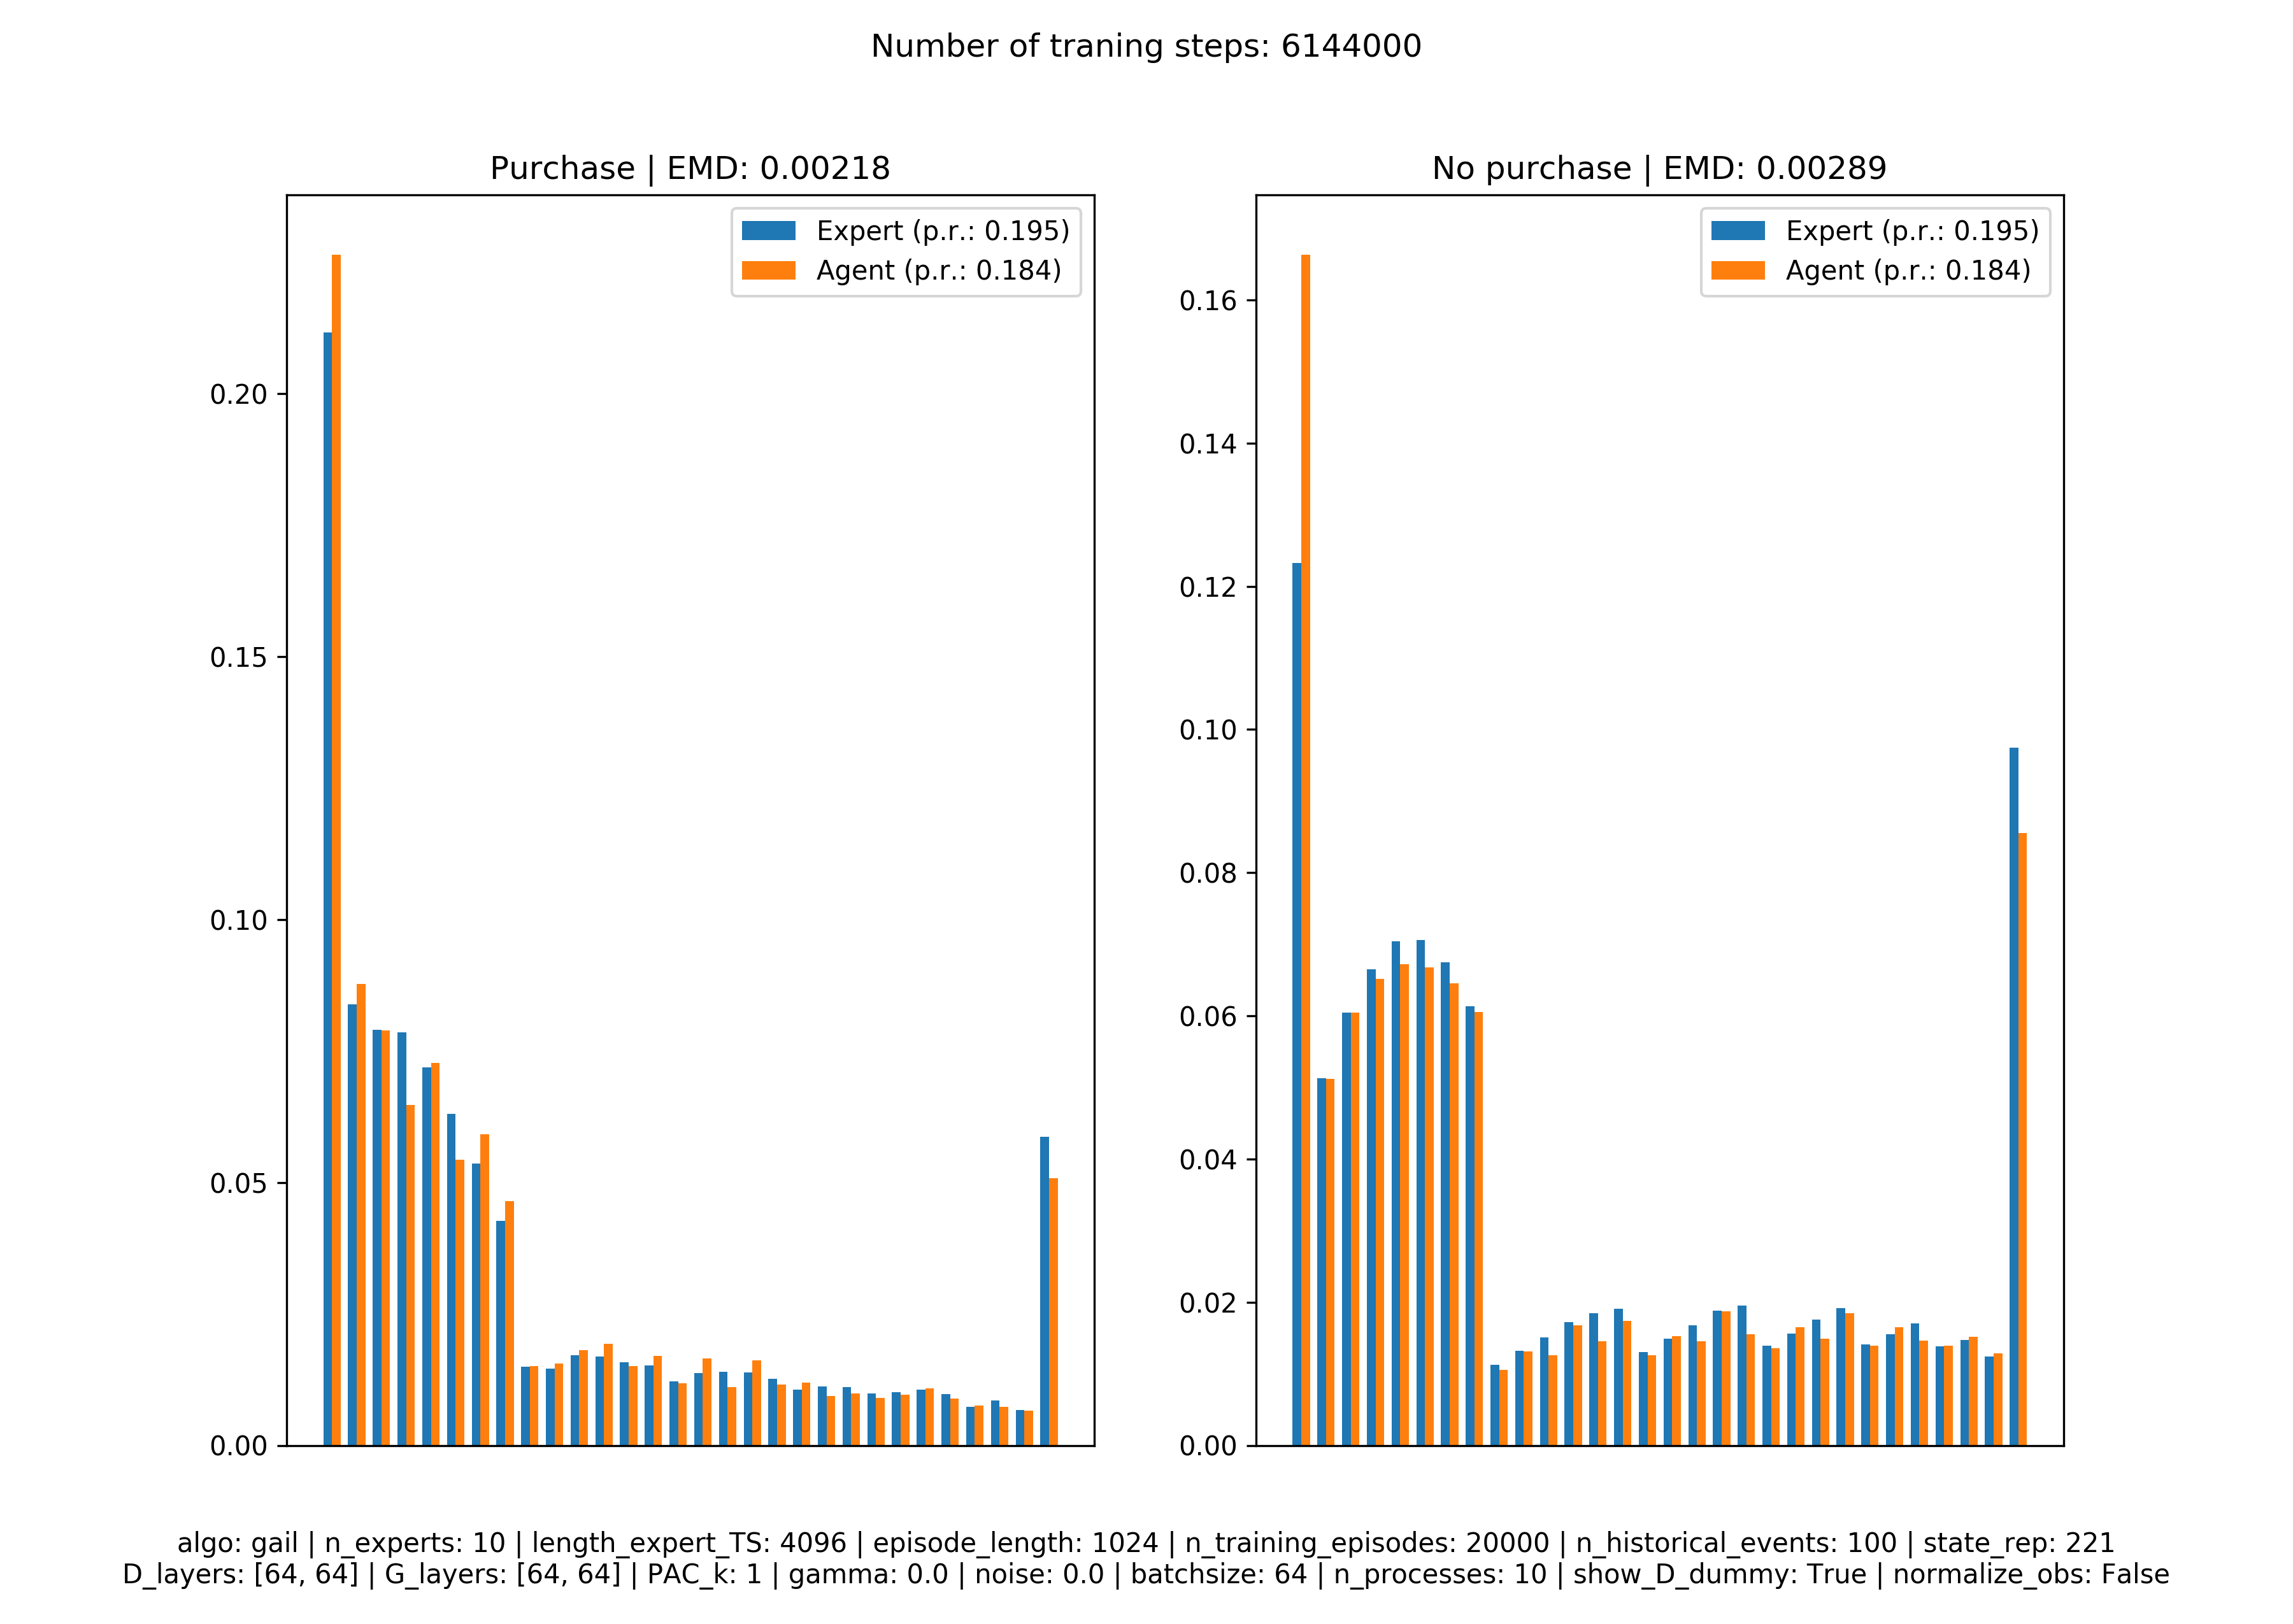 Number of traning steps: 6144000
Purchase | EMD: 0.00218
Expert (p.r.: 0.195)
Agent (p.r.: 0.184)
0.20
0.15
0.10
0.05
0.00
No purchase | EMD: 0.00289
Expert (p.r.: 0.195)
Agent (p.r.: 0.184)
0.16
0.14
0.12
0.10
0.08
0.06
0.04
0.02
0.00
algo: gail | n_experts: 10 | length_expert_TS: 4096 | episode_length: 1024 | n_training_episodes: 20000 | n_historical_events: 100 | state_rep: 221
D_layers: [64, 64] | G_layers: [64, 64] | PAC_k: 1 | gamma: 0.0 | noise: 0.0 | batchsize: 64 | n_processes: 10 | show_D_dummy: True | normalize_obs: False